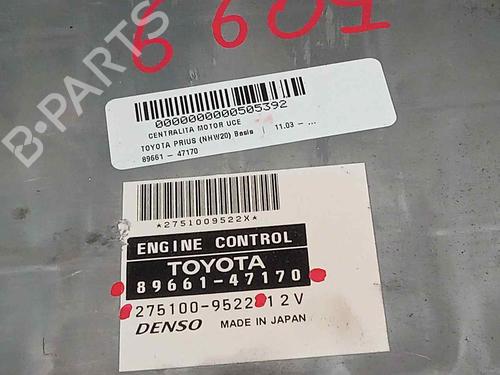 6 601
B-PARTS
0000000000505392
CENTRALITA MOTOR UCE
TOYOTA PRIUS (NHW20) Basis | 11.03 - ...
89661 - 47170
*2751009522X*
ENGINE CONTROL
TOYOTA
89661-47170
275100-9522 12V
DENSO MADE IN JAPAN